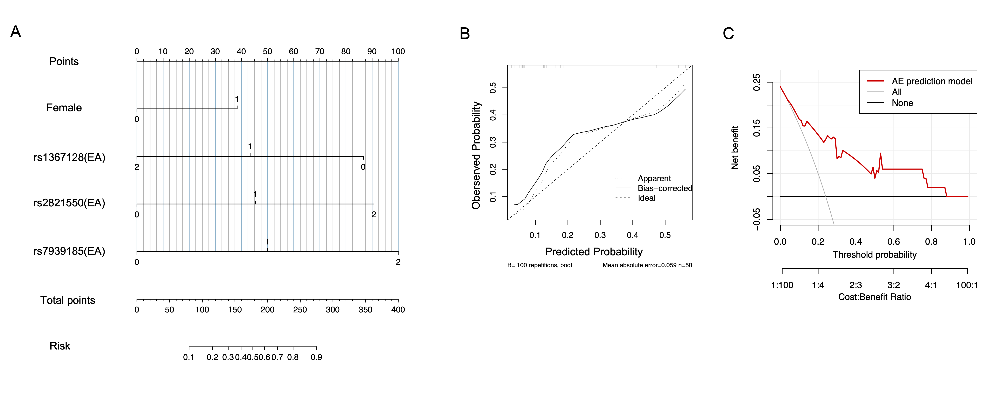 A
0 10 20 30 40 50 60 70 80 90 100
Points
1
Female
0
1
rs1367128(EA)
2 0
1
rs2821550(EA)
0 2
1
rs7939185(EA)
0 2
Total points
0 50 100 150 200 250 300 350 400
Risk
0.1 0.2 0.3 0.4 0.5 0.6 0.7 0.8 0.9
B
Oberserved Probability
0.1 0.2 0.3 0.4 0.5
Apparent
Bias−corrected
Ideal
0.1 0.2 0.3 0.4 0.5
Predicted Probability
B= 100 repetitions, boot Mean absolute error=0.059 n=50
C
Net benefit
−0.05 0.05 0.15 0.25
AE prediction model
All
None
0.0 0.2 0.4 0.6 0.8 1.0
Threshold probability
1:100 1:4 2:3 3:2 4:1 100:1
Cost:Benefit Ratio